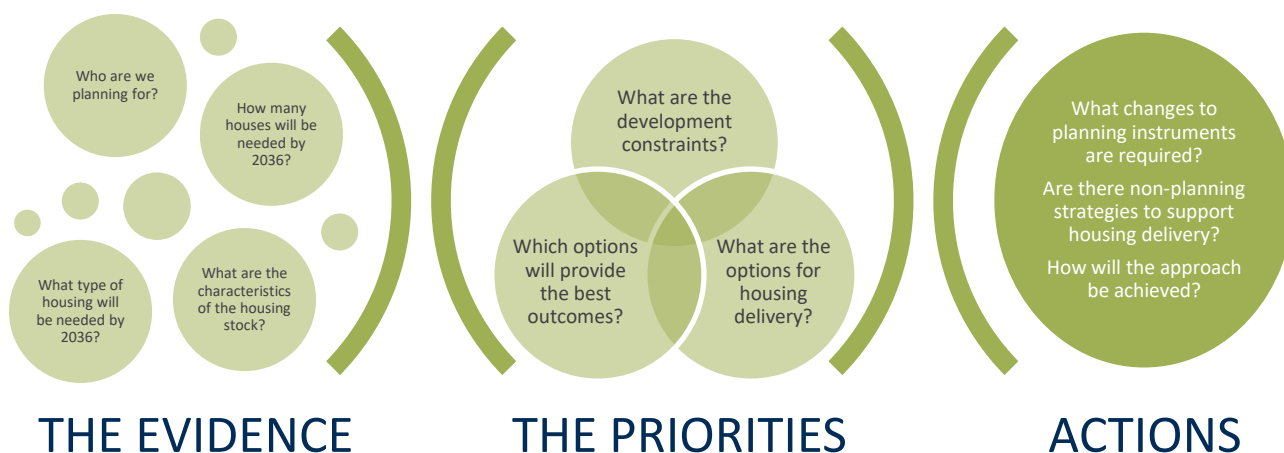 Who are we
planning for?
How many
houses will be
needed by
2036?
What type of
housing will
be needed by
2036?
What are the
characteristics
of the housing
stock?
THE EVIDENCE
What are the
development
constraints?
Which options
will provide
the best
outcomes?
What are the
options for
housing
delivery?
THE PRIORITIES
What changes to
planning instruments
are required?
Are there non-planning
strategies to support
housing delivery?
How will the approach
be achieved?
ACTIONS